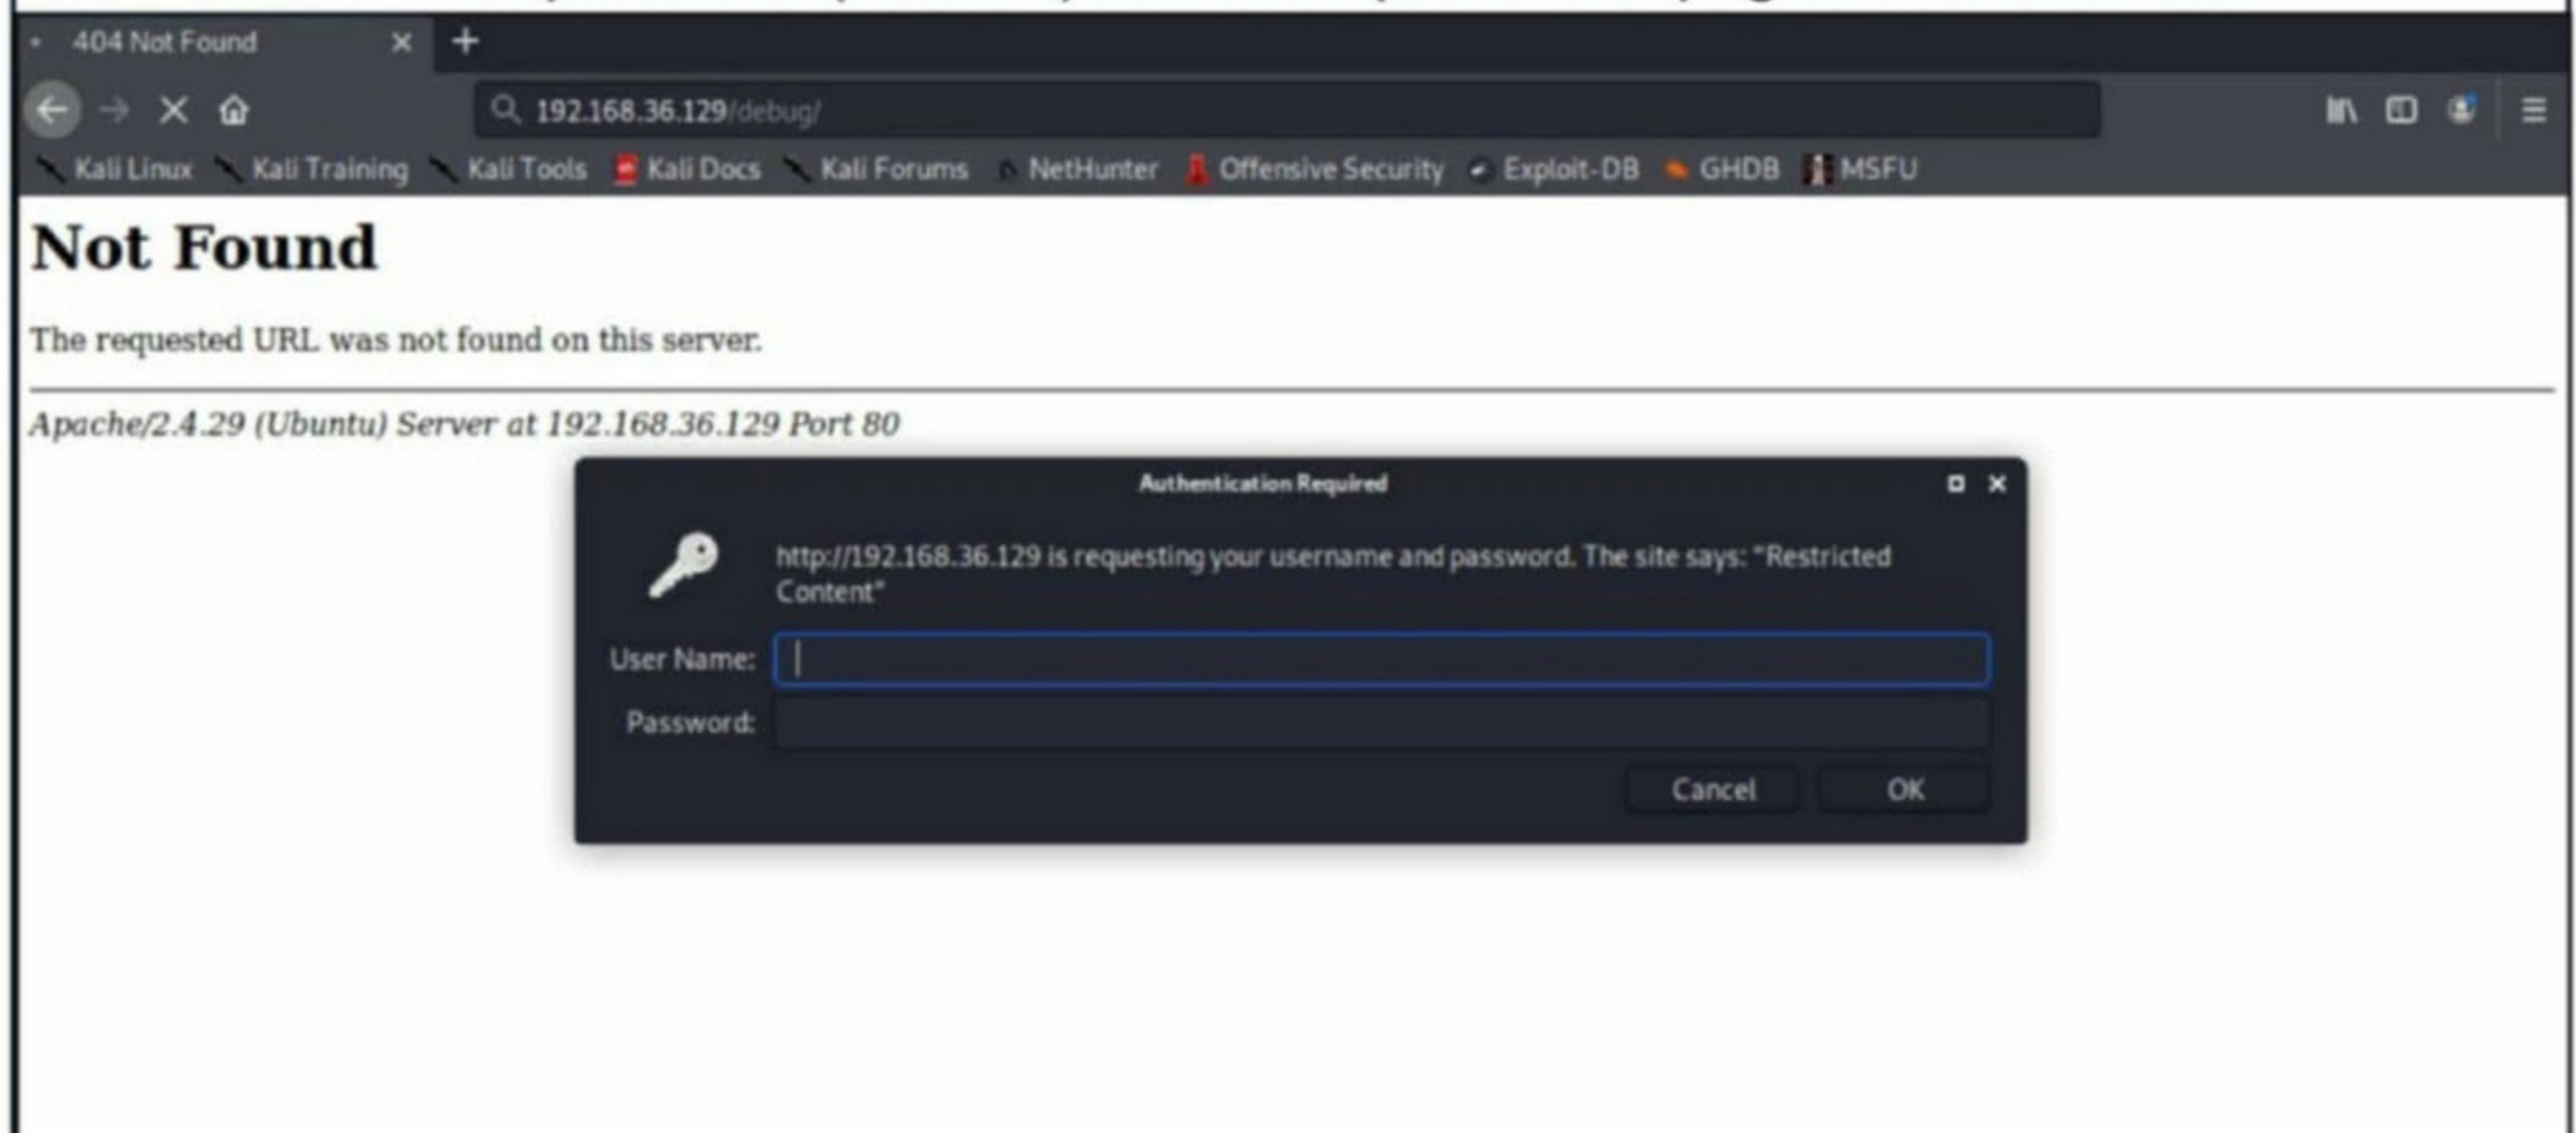 404 Not Found
192.168.36.129/debug/
Kali Linux Kali Training Kali Tools Kali Docs Kali Forums NetHunter Offensive Security Exploit-DB GHDB MSFU
Not Found
The requested URL was not found on this server.
Apache/2.4.29 (Ubuntu) Server at 192.168.36.129 Port 80
Authentication Required
http://192.168.36.129 is requesting your username and password. The site says: "Restricted
Content"
User Name:
Password:
Cancel OK